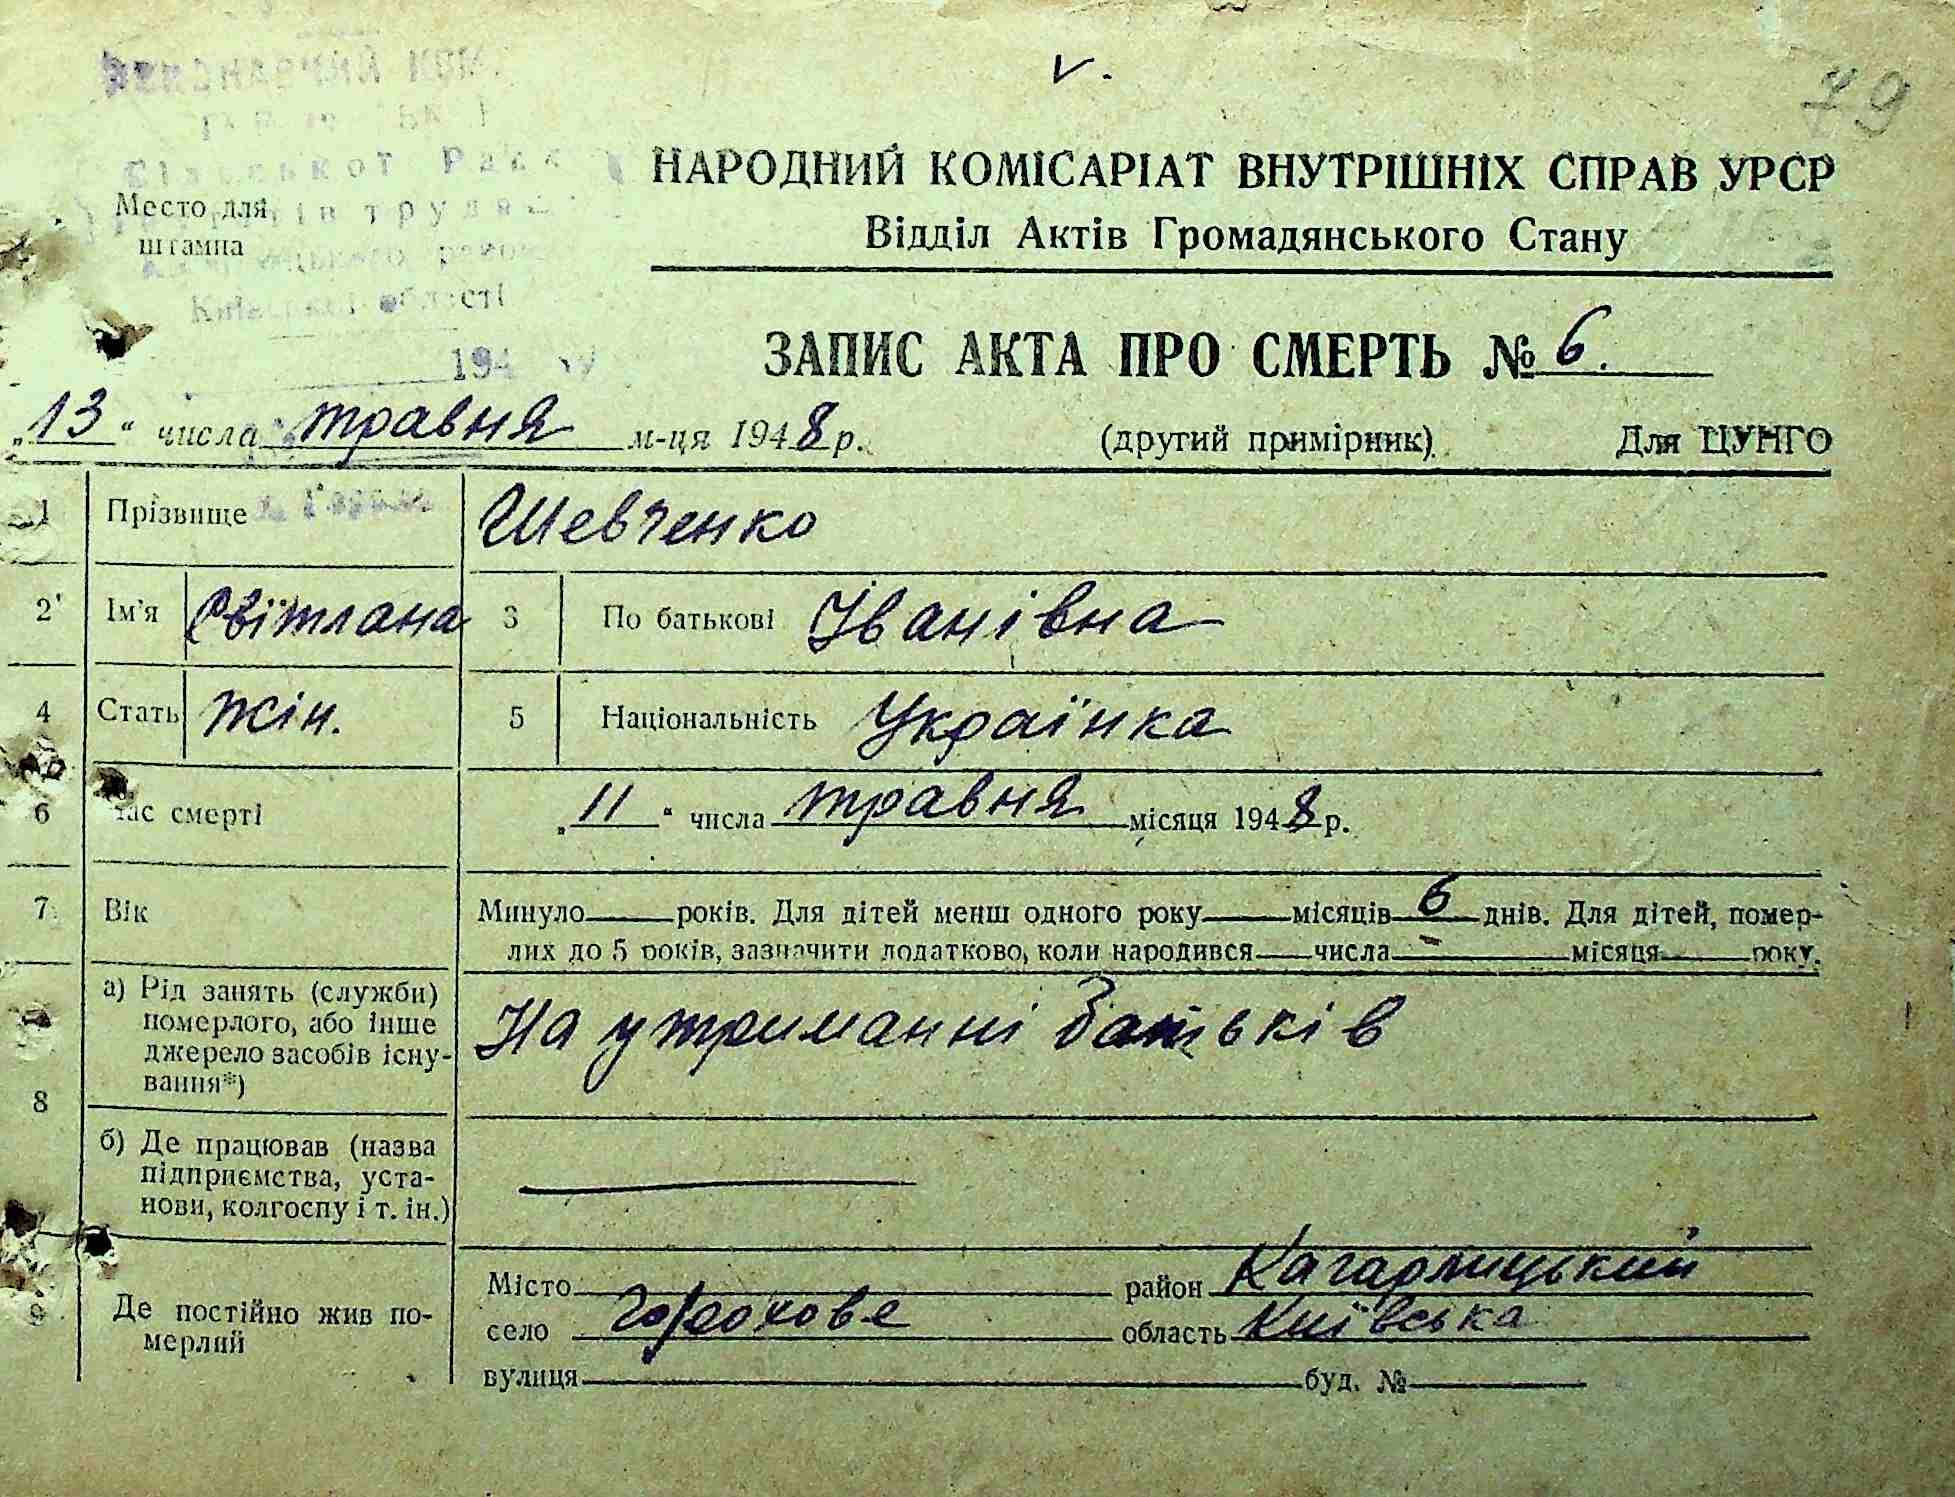 v.
79
НАРОДНИЙ КОМІСАРІАТ ВНУТРІШНІХ СПРАВ УРСР
Відділ Актів Громадянського Стану
Место для
штампа
Київської області
194
ЗАПИС АКТА ПРО СМЕРТЬ № 6.
„13“ числа травня м-ця 1948 р. (другий примірник) Для ЦУНГО
1 Прізвище Шевченко
2 Ім'я Світлана 3 По батькові Іванівна
4 Стать жін. 5 Національність Українка
6 Час смерті „11“ числа травня місяця 1948 р.
7 Вік Минуло років. Для дітей менш одного року місяців 6 днів. Для дітей, помер-
лих до 5 років, зазначити додатково, коли народився числа місяця року.
8 а) Рід занять (служби)
померлого, або інше
джерело засобів існу-
вання*)
На утриманні батьків
б) Де працював (назва
підприємства, уста-
нови, колгоспу і т. ін.)
9 Де постійно жив по-
мерлий
Місто район Кагарлицький
село Горохове область Київська
вулиця буд. №